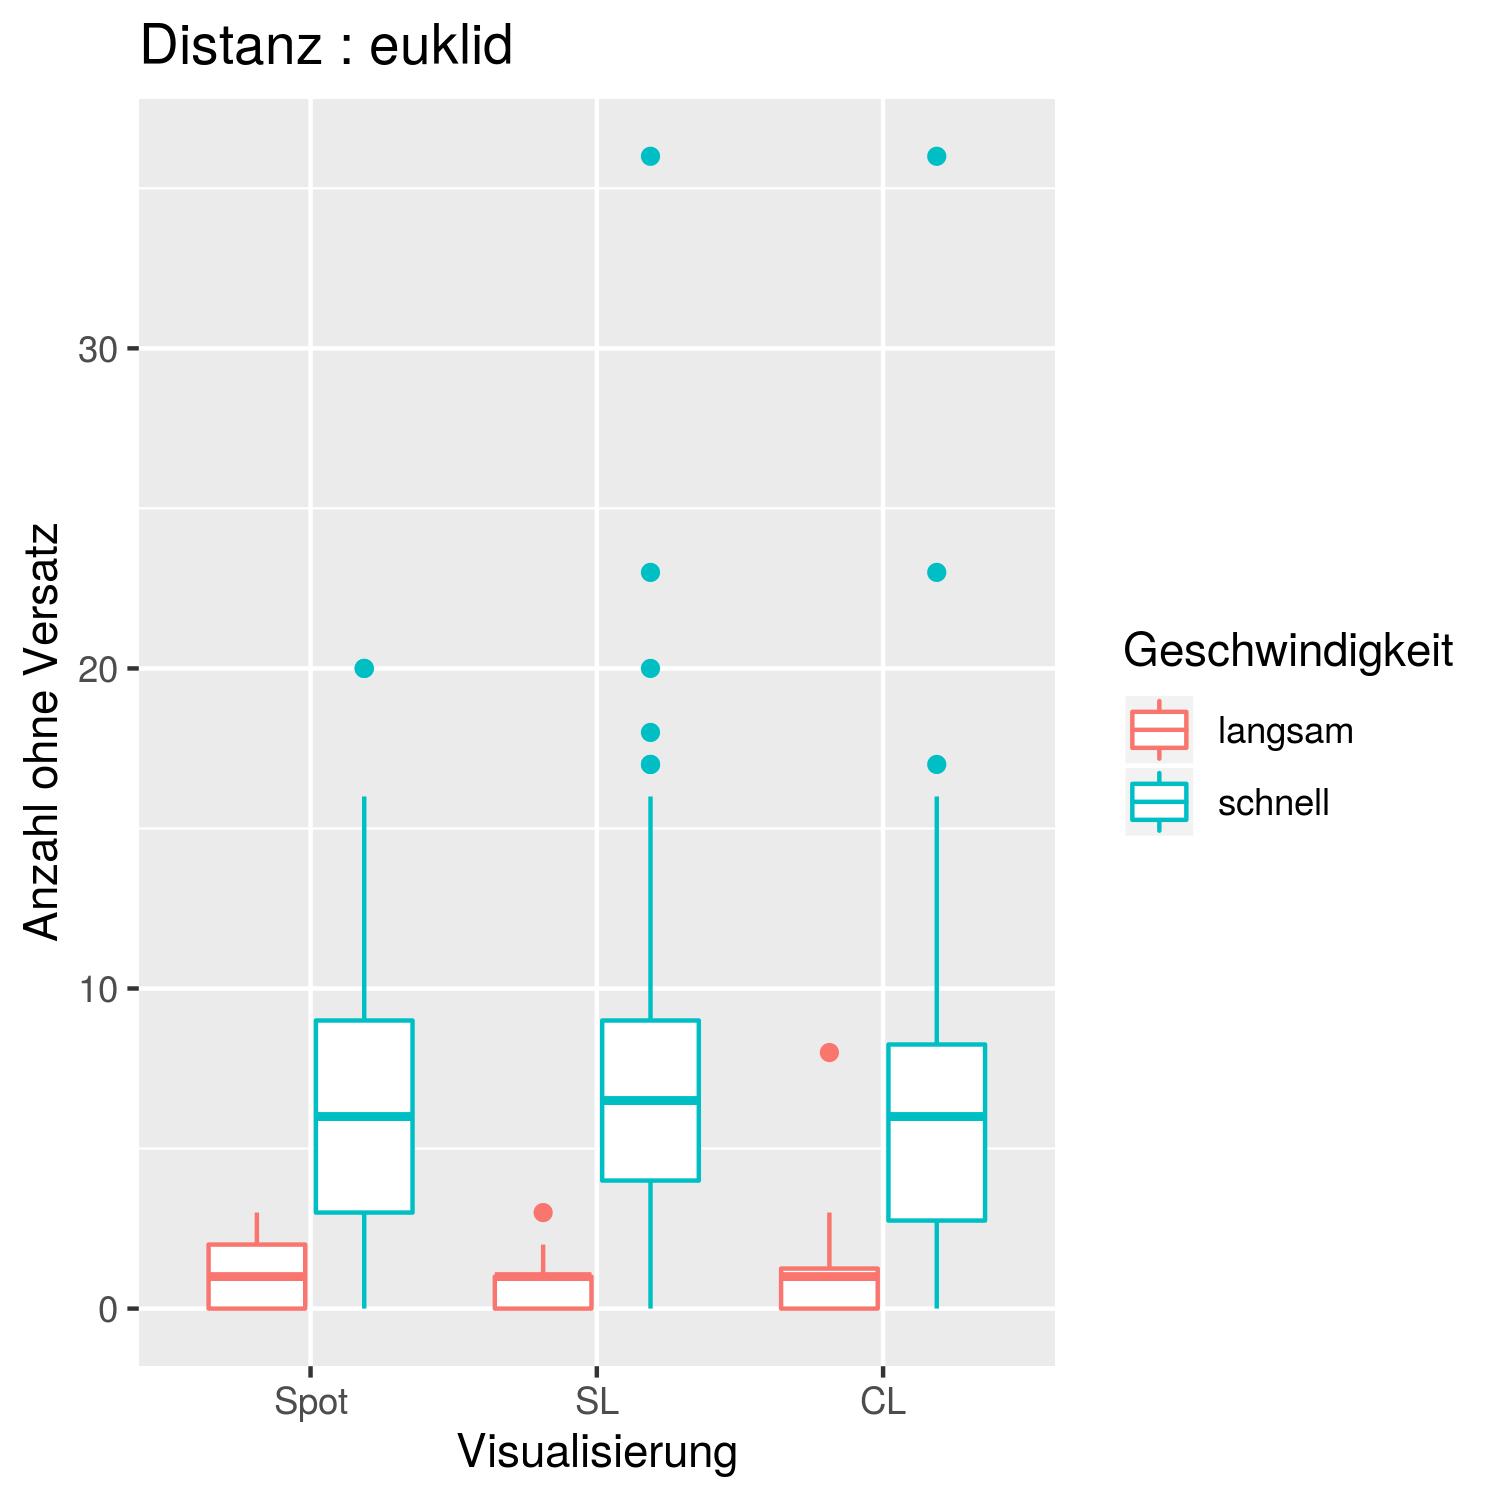 Distanz : euklid
Anzahl ohne Versatz
30
20
10
0
Spot SL CL
Visualisierung
Geschwindigkeit
langsam
schnell